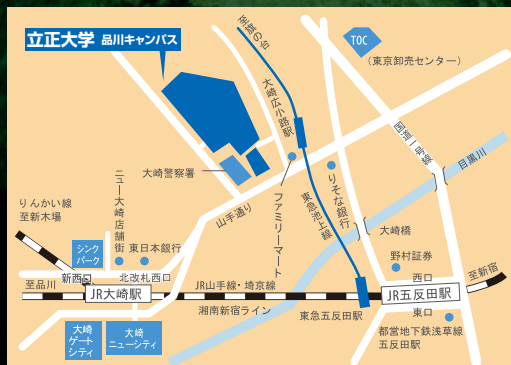 立正大学 品川キャンパス
至旗の台
TOC
(東京卸売センター)
大崎広小路駅
国道一号線
目黒川
大崎警察署
りそな銀行
ニュー大崎店舗街
山手通り
ファミリーマート
東急池上線
りんかい線
至新木場
大崎橋
東日本銀行
シンク
パーク
野村証券
新西口
北改札西口
西口
至新宿
至品川
JR大崎駅
JR山手線・埼京線
JR五反田駅
湘南新宿ライン
東急五反田駅
東口
大崎
ゲート
シティ
大崎
ニューシティ
都営地下鉄浅草線
五反田駅